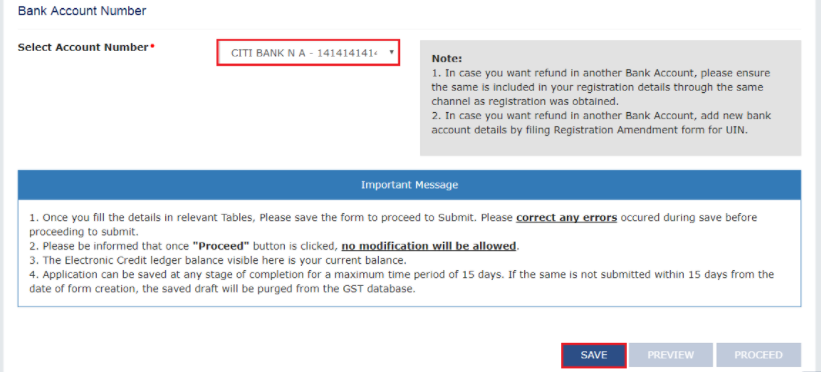 Bank Account Number
Select Account Number•
CITI BANK N A - 141414141
Note:
1. In case you want refund in another Bank Account, please ensure
the same is included in your registration details through the same
channel as registration was obtained.
2. In case you want refund in another Bank Account, add new bank
account details by filing Registration Amendment form for UIN.
Important Message
1. Once you fill the details in relevant Tables, Please save the form to proceed to Submit. Please correct any errors occured during save before
proceeding to submit.
2. Please be informed that once "Proceed" button is clicked, no modification will be allowed.
3. The Electronic Credit ledger balance visible here is your current balance.
4. Application can be saved at any stage of completion for a maximum time period of 15 days. If the same is not submitted within 15 days from the
date of form creation, the saved draft will be purged from the GST database.
SAVE PREVIEW PROCEED